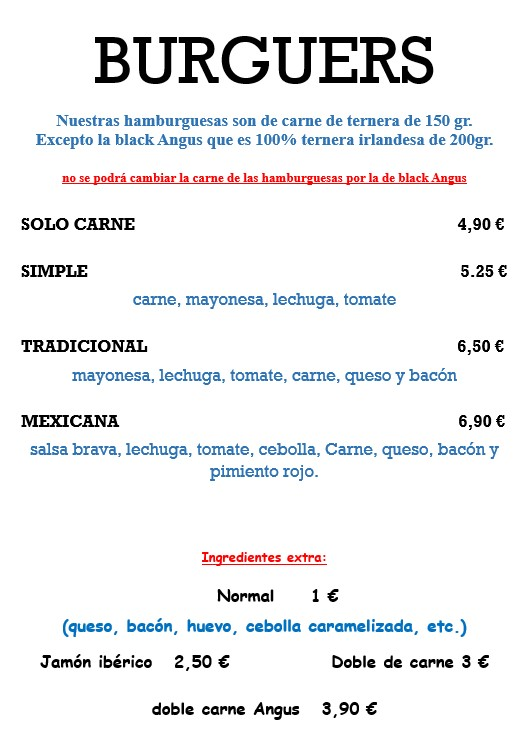 BURGUERS
Nuestras hamburguesas son de carne de ternera de 150 gr.
Excepto la black Angus que es 100% ternera irlandesa de 200gr.
no se podrá cambiar la carne de las hamburguesas por la de black Angus
SOLO CARNE 4,90 €
SIMPLE 5.25 €
carne, mayonesa, lechuga, tomate
TRADICIONAL 6,50 €
mayonesa, lechuga, tomate, carne, queso y bacón
MEXICANA 6,90 €
salsa brava, lechuga, tomate, cebolla, Carne, queso, bacón y
pimiento rojo.
Ingredientes extra:
Normal 1 €
(queso, bacón, huevo, cebolla caramelizada, etc.)
Jamón ibérico 2,50 € Doble de carne 3 €
doble carne Angus 3,90 €